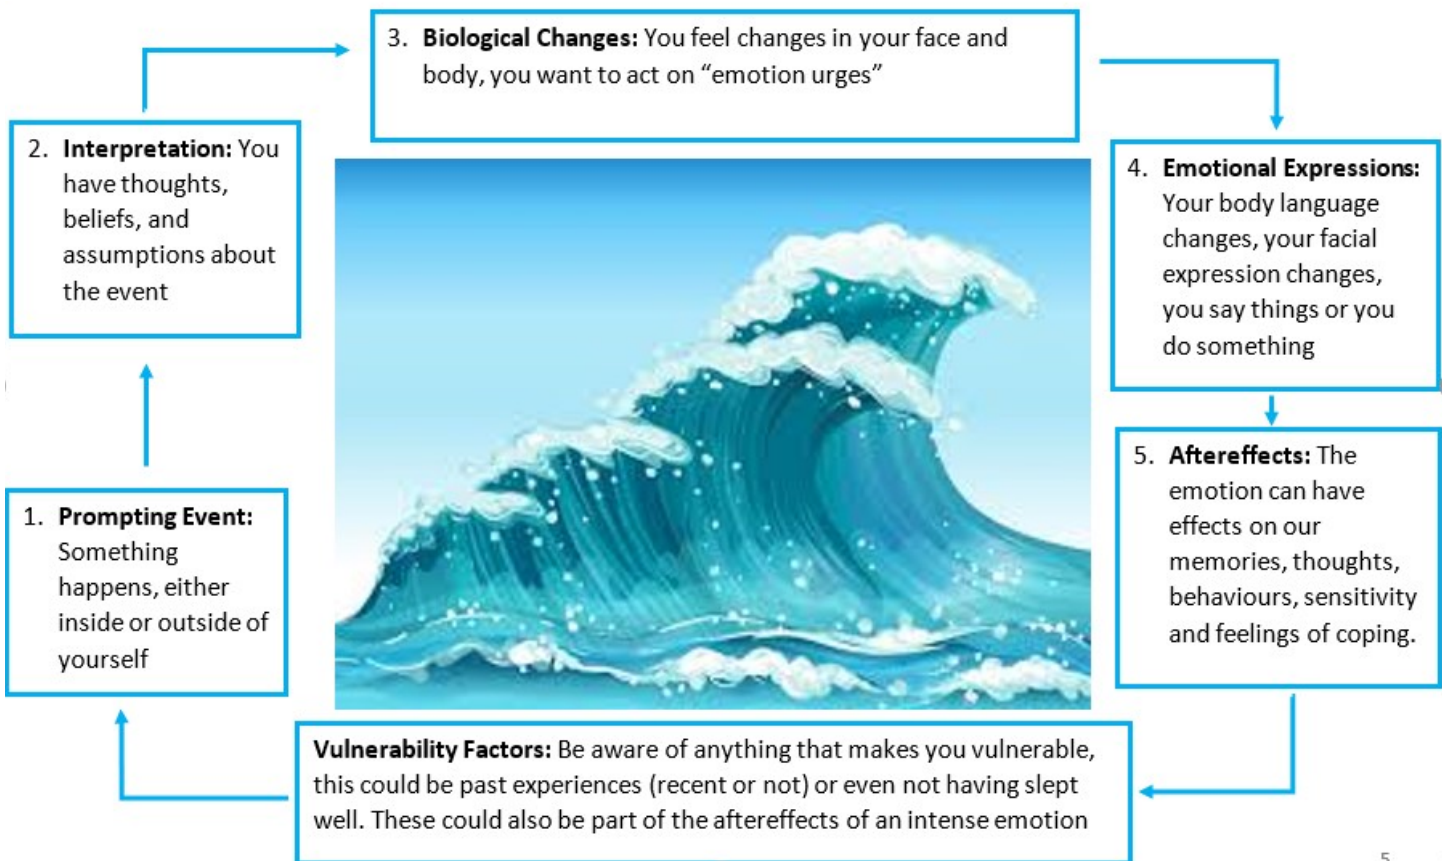 3. Biological Changes: You feel changes in your face and
body, you want to act on “emotion urges”
2. Interpretation: You
have thoughts,
beliefs, and
assumptions about
the event
4. Emotional Expressions:
Your body language
changes, your facial
expression changes,
you say things or you
do something
1. Prompting Event:
Something
happens, either
inside or outside of
yourself
5. Aftereffects: The
emotion can have
effects on our
memories, thoughts,
behaviours, sensitivity
and feelings of coping.
Vulnerability Factors: Be aware of anything that makes you vulnerable,
this could be past experiences (recent or not) or even not having slept
well. These could also be part of the aftereffects of an intense emotion
5